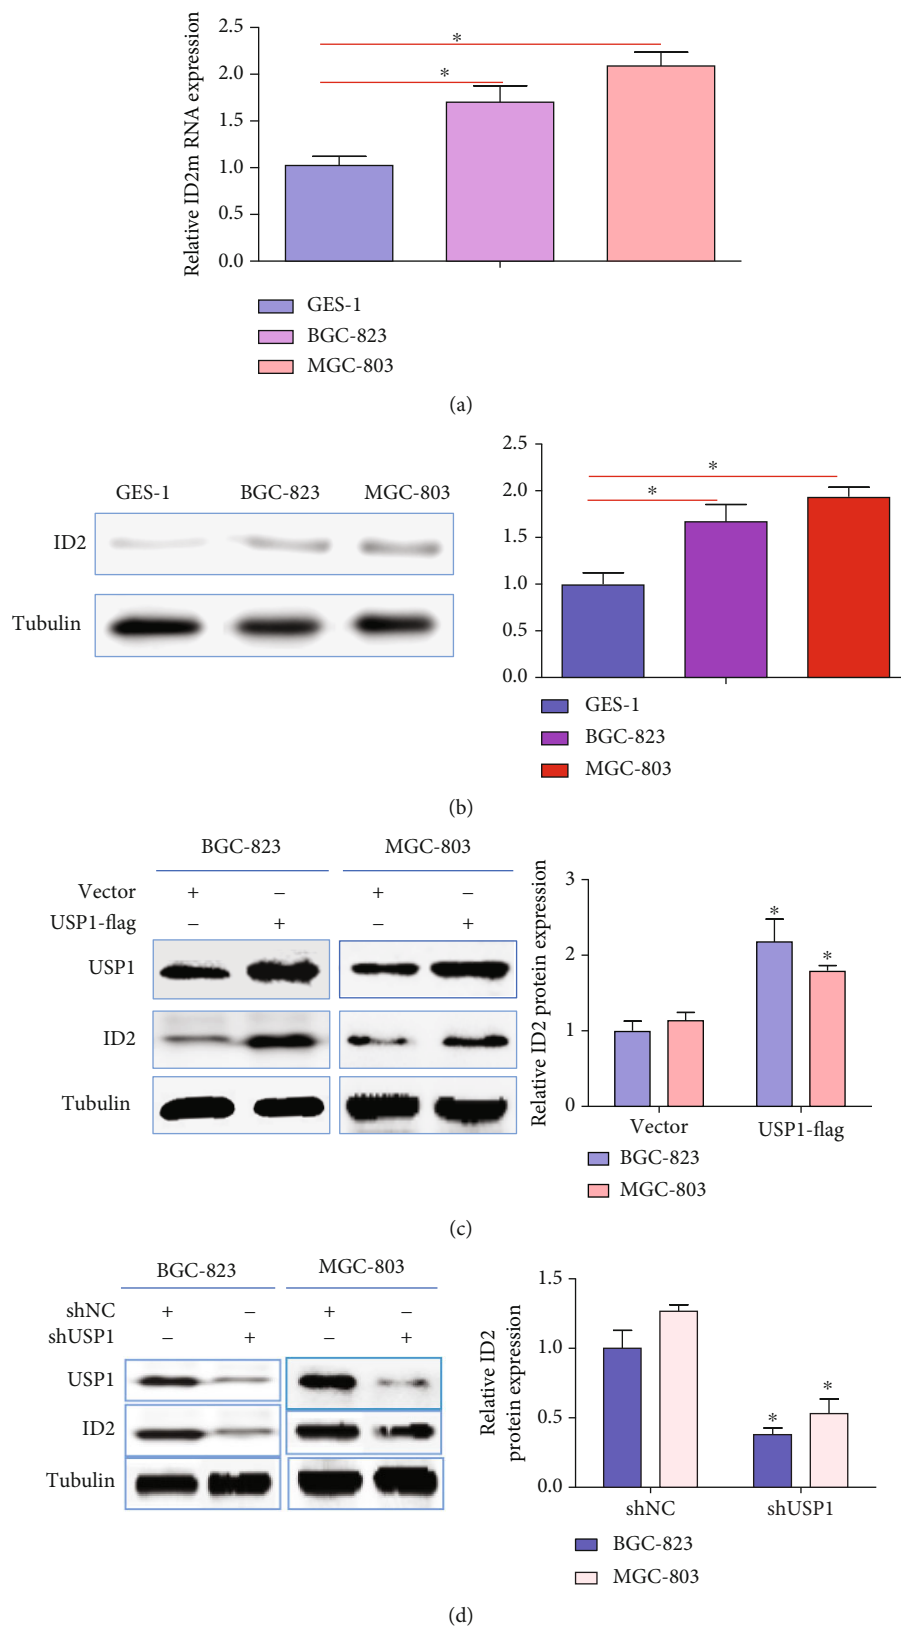 Relative ID2m RNA expression
2.5
2.0
1.5
1.0
0.5
0.0
*
*
GES-1
BGC-823
MGC-803
(a)
GES-1 BGC-823 MGC-803
ID2
Tubulin
2.5
2.0
1.5
1.0
0.5
0.0
*
*
GES-1
BGC-823
MGC-803
(b)
BGC-823 MGC-803
Vector + − + −
USP1-flag − + − +
USP1
ID2
Tubulin
Relative ID2 protein expression
3
2
1
0
*
*
Vector USP1-flag
BGC-823
MGC-803
(c)
BGC-823 MGC-803
shNC + − + −
shUSP1 − + − +
USP1
ID2
Tubulin
Relative ID2
protein expression
1.5
1.0
0.5
0.0
*
*
shNC shUSP1
BGC-823
MGC-803
(d)